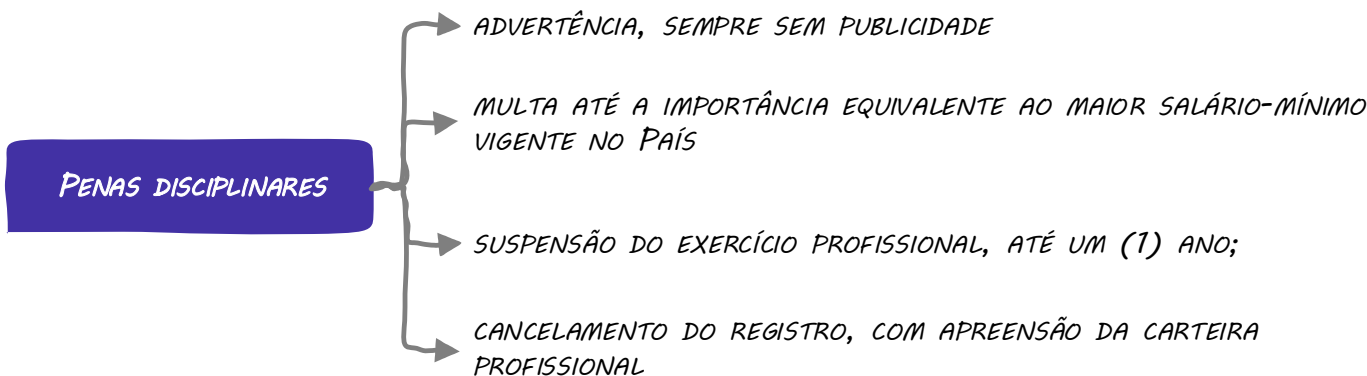 Penas disciplinares
advertência, sempre sem publicidade
multa até a importância equivalente ao maior salário-mínimo
vigente no País
suspensão do exercício profissional, até um (1) ano;
cancelamento do registro, com apreensão da carteira
profissional